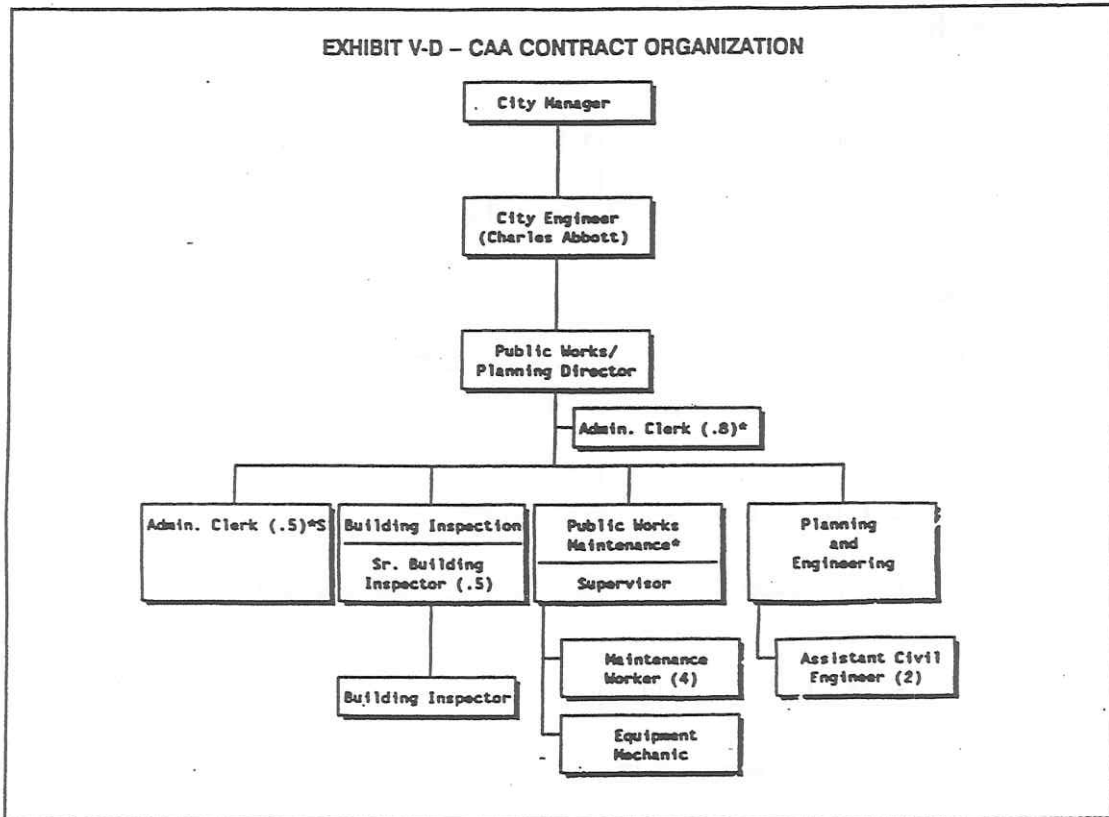 EXHIBIT V-D – CAA CONTRACT ORGANIZATION
City Manager
City Engineer
(Charles Abbott)
Public Works/
Planning Director
Admin. Clerk (.8)*
Admin. Clerk (.5)*S
Building Inspection
Sr. Building
Inspector (.5)
Building Inspector
Public Works
Maintenance*
Supervisor
Maintenance
Worker (4)
Equipment
Mechanic
Planning
and
Engineering
Assistant Civil
Engineer (2)